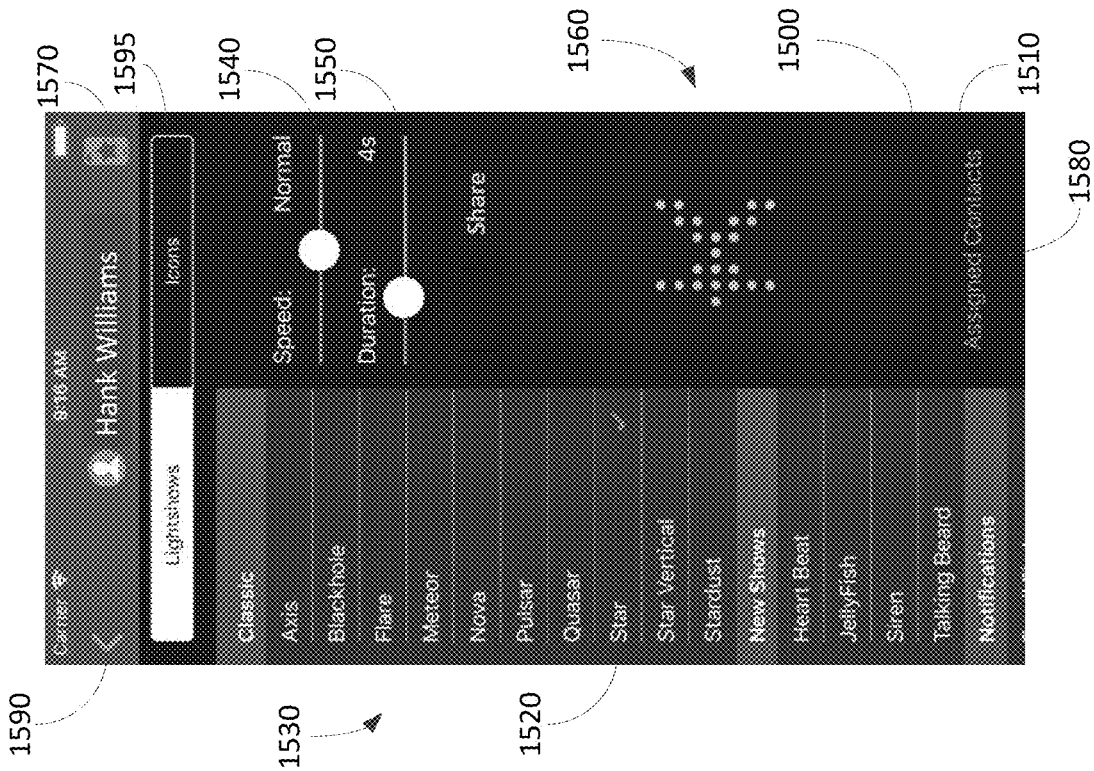 1590
1570
Carrier 9:16 AM
Hank Williams
1595
Lightshows Icons
1540
Classic
Speed: Normal
Axis
1530
1550
Blackhole
Duration: 4s
Flare
Meteor
Share
Nova
Pulsar
1520
1560
Quasar
Star
Star Vertical
Stardust
New Shows
1500
Heart Beat
JellyFish
Siren
Talking Beard
Assigned Contacts
Notifications
1510
1580